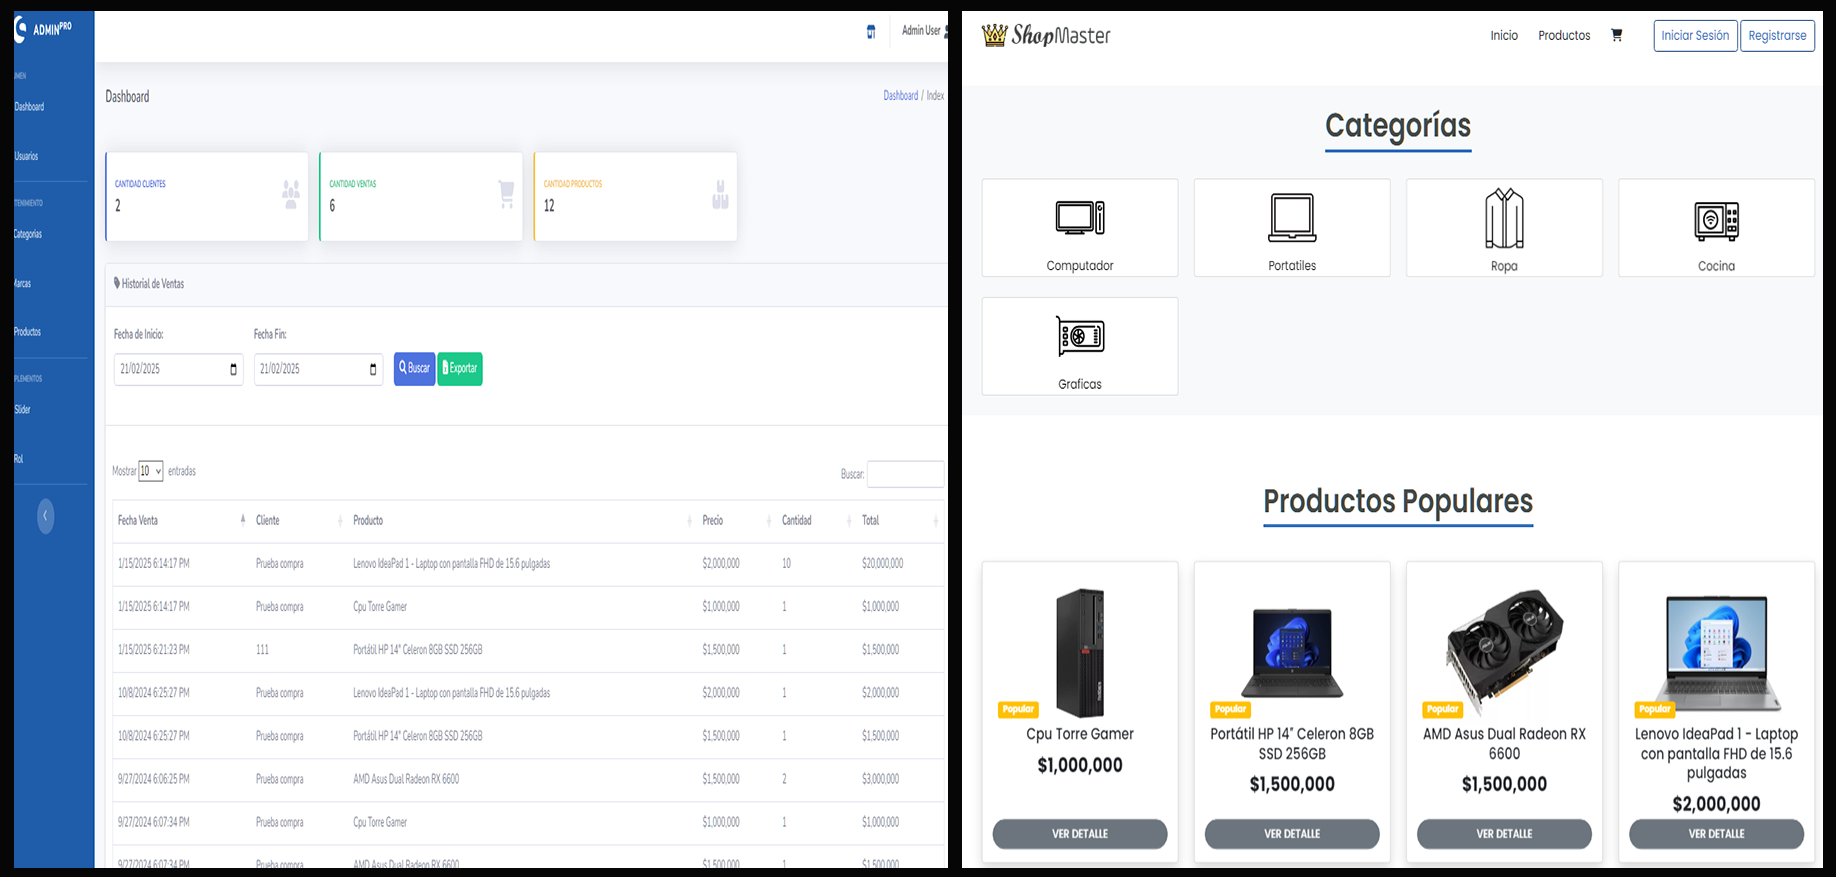 ADMINPRO
Admin User
UMEN
Dashboard
Usuarios
TENIMIENTO
Categorias
Marcas
Productos
PLEMENTOS
Slider
Rol
Dashboard
Dashboard / Index
CANTIDAD CLIENTES
2
CANTIDAD VENTAS
6
CANTIDAD PRODUCTOS
12
Historial de Ventas
Fecha de Inicio:
Fecha Fin:
21/02/2025
21/02/2025
Buscar
Exportar
Mostrar 10 entradas
Buscar:
Fecha Venta Cliente Producto Precio Cantidad Total
1/15/2025 6:14:17 PM Prueba compra Lenovo IdeaPad 1 - Laptop con pantalla FHD de 15.6 pulgadas $2,000,000 10 $20,000,000
1/15/2025 6:14:17 PM Prueba compra Cpu Torre Gamer $1,000,000 1 $1,000,000
1/15/2025 6:21:23 PM 111 Portátil HP 14" Celeron 8GB SSD 256GB $1,500,000 1 $1,500,000
10/8/2024 6:25:27 PM Prueba compra Lenovo IdeaPad 1 - Laptop con pantalla FHD de 15.6 pulgadas $2,000,000 1 $2,000,000
10/8/2024 6:25:27 PM Prueba compra Portátil HP 14" Celeron 8GB SSD 256GB $1,500,000 1 $1,500,000
9/27/2024 6:06:25 PM Prueba compra AMD Asus Dual Radeon RX 6600 $1,500,000 2 $3,000,000
9/27/2024 6:07:34 PM Prueba compra Cpu Torre Gamer $1,000,000 1 $1,000,000
9/27/2024 6:07:34 PM Prueba compra AMD Asus Dual Radeon RX 6600 $1,500,000 1 $1,500,000
ShopMaster
Inicio
Productos
Iniciar Sesión
Registrarse
Categorías
Computador
Portatiles
Ropa
Cocina
Graficas
Productos Populares
Popular
Cpu Torre Gamer
$1,000,000
VER DETALLE
Popular
Portátil HP 14" Celeron 8GB
SSD 256GB
$1,500,000
VER DETALLE
Popular
AMD Asus Dual Radeon RX
6600
$1,500,000
VER DETALLE
Popular
Lenovo IdeaPad 1 - Laptop
con pantalla FHD de 15.6
pulgadas
$2,000,000
VER DETALLE